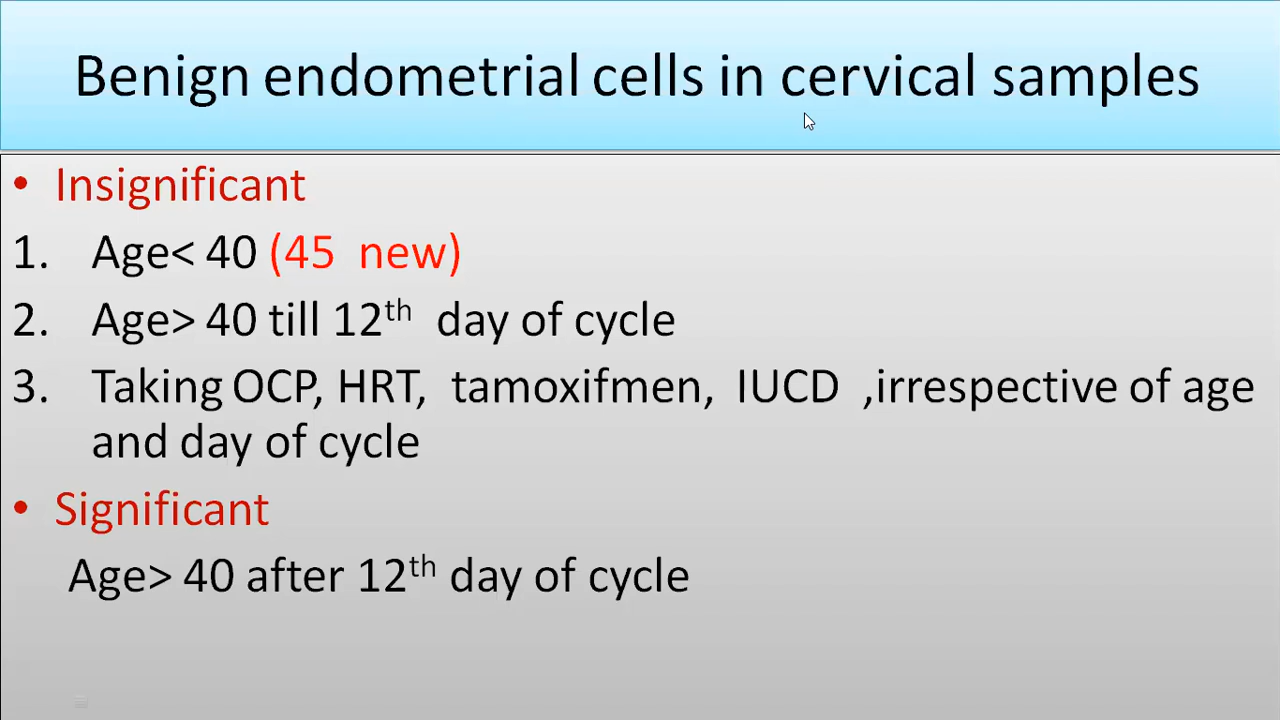 Benign endometrial cells in cervical samples
• Insignificant
1. Age< 40 (45 new)
2. Age> 40 till 12th day of cycle
3. Taking OCP, HRT, tamoxifmen, IUCD ,irrespective of age
and day of cycle
• Significant
Age> 40 after 12th day of cycle